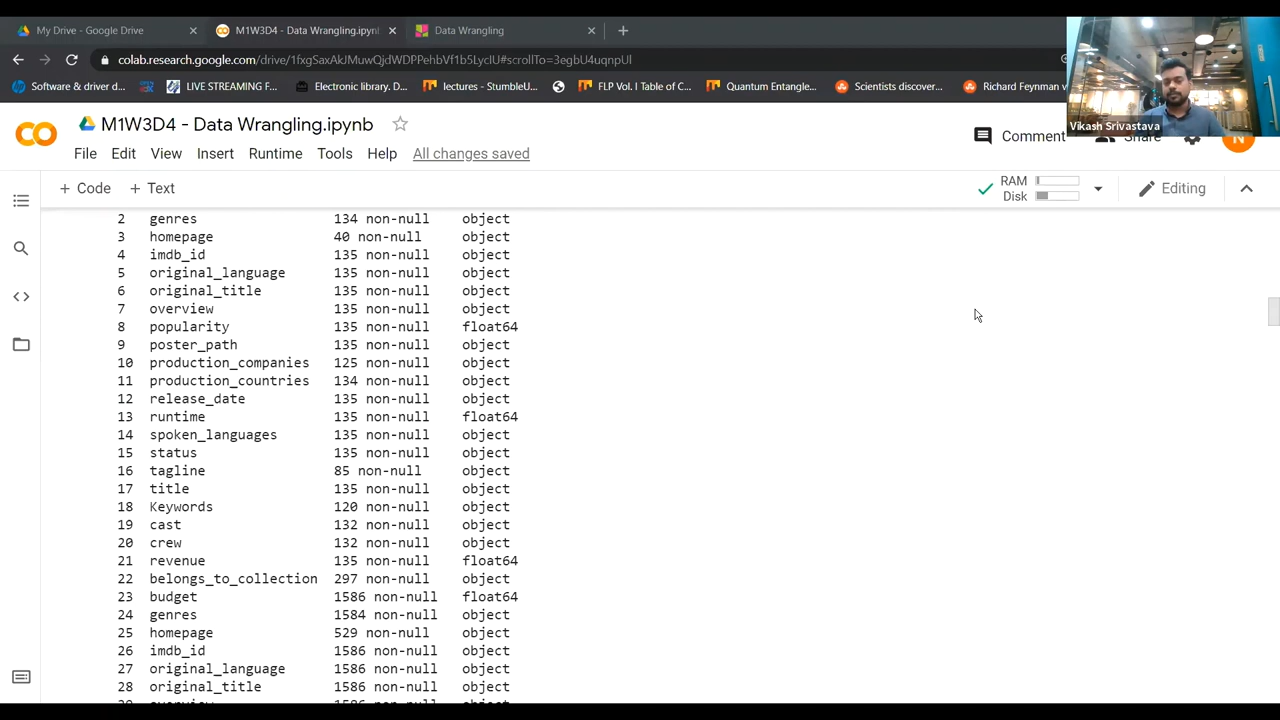 My Drive - Google Drive
M1W3D4 - Data Wrangling.ipynl
Data Wrangling
Software & driver d...
LIVE STREAMING F...
Electronic library. D...
lectures - StumbleU...
FLP Vol. I Table of C...
Quantum Entangle...
Scientists discover...
Richard Feynman
Vikash Srivastava
M1W3D4 - Data Wrangling.ipynb
Comment
Share
N
File Edit View Insert Runtime Tools Help All changes saved
+ Code + Text
RAM
Disk
Editing
2 genres 134 non-null object
3 homepage 40 non-null object
4 imdb_id 135 non-null object
5 original_language 135 non-null object
6 original_title 135 non-null object
7 overview 135 non-null object
8 popularity 135 non-null float64
9 poster_path 135 non-null object
10 production_companies 125 non-null object
11 production_countries 134 non-null object
12 release_date 135 non-null object
13 runtime 135 non-null float64
14 spoken_languages 135 non-null object
15 status 135 non-null object
16 tagline 85 non-null object
17 title 135 non-null object
18 Keywords 120 non-null object
19 cast 132 non-null object
20 crew 132 non-null object
21 revenue 135 non-null float64
22 belongs_to_collection 297 non-null object
23 budget 1586 non-null float64
24 genres 1584 non-null object
25 homepage 529 non-null object
26 imdb_id 1586 non-null object
27 original_language 1586 non-null object
28 original_title 1586 non-null object